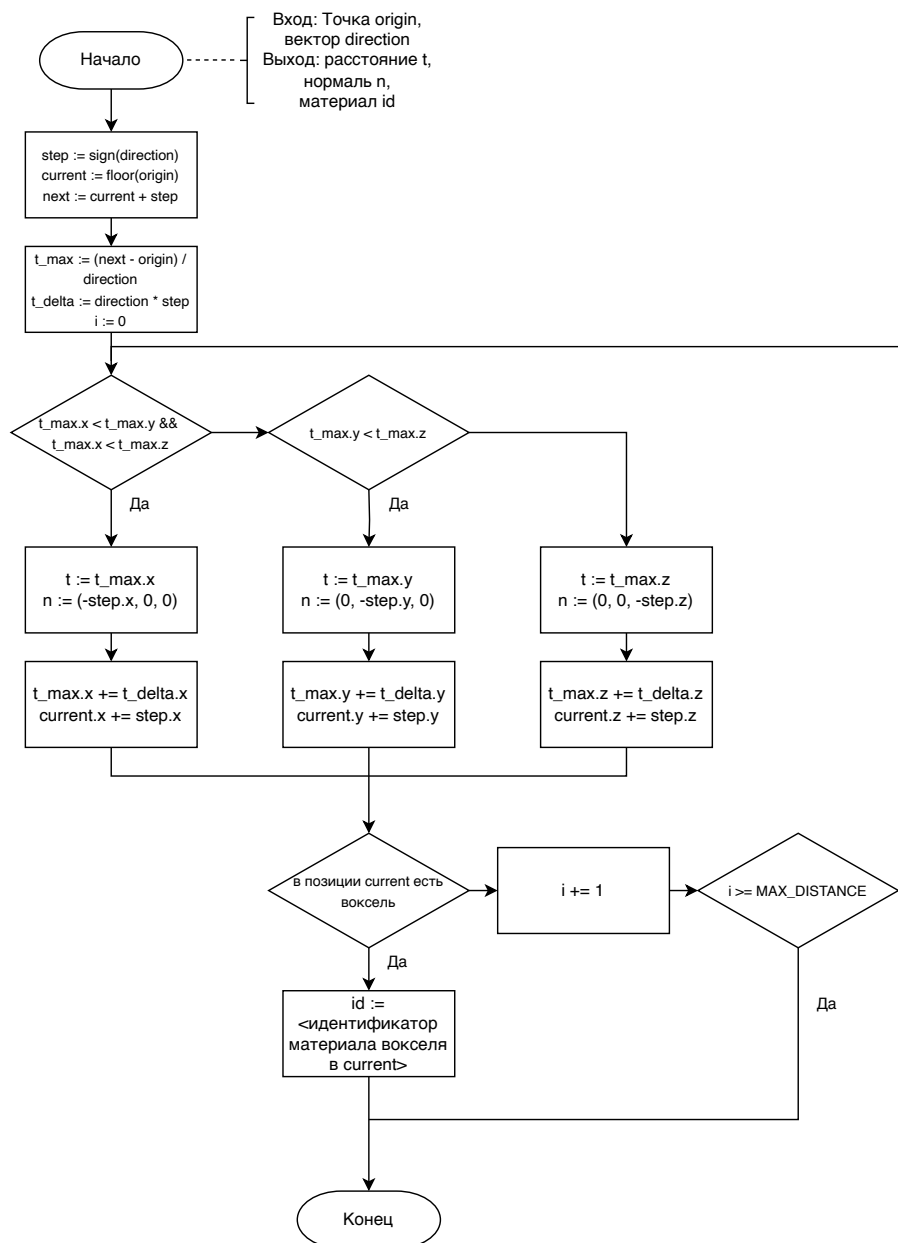 Начало
Вход: Точка origin,
вектор direction
Выход: расстояние t,
нормаль n,
материал id
step := sign(direction)
current := floor(origin)
next := current + step
t_max := (next - origin) /
direction
t_delta := direction * step
i := 0
t_max.x < t_max.y &&
t_max.x < t_max.z
t_max.y < t_max.z
Да
Да
t := t_max.x
n := (-step.x, 0, 0)
t := t_max.y
n := (0, -step.y, 0)
t := t_max.z
n := (0, 0, -step.z)
t_max.x += t_delta.x
current.x += step.x
t_max.y += t_delta.y
current.y += step.y
t_max.z += t_delta.z
current.z += step.z
в позиции current есть
воксель
i += 1
i >= MAX_DISTANCE
Да
Да
id :=
<идентификатор
материала вокселя
в current>
Конец